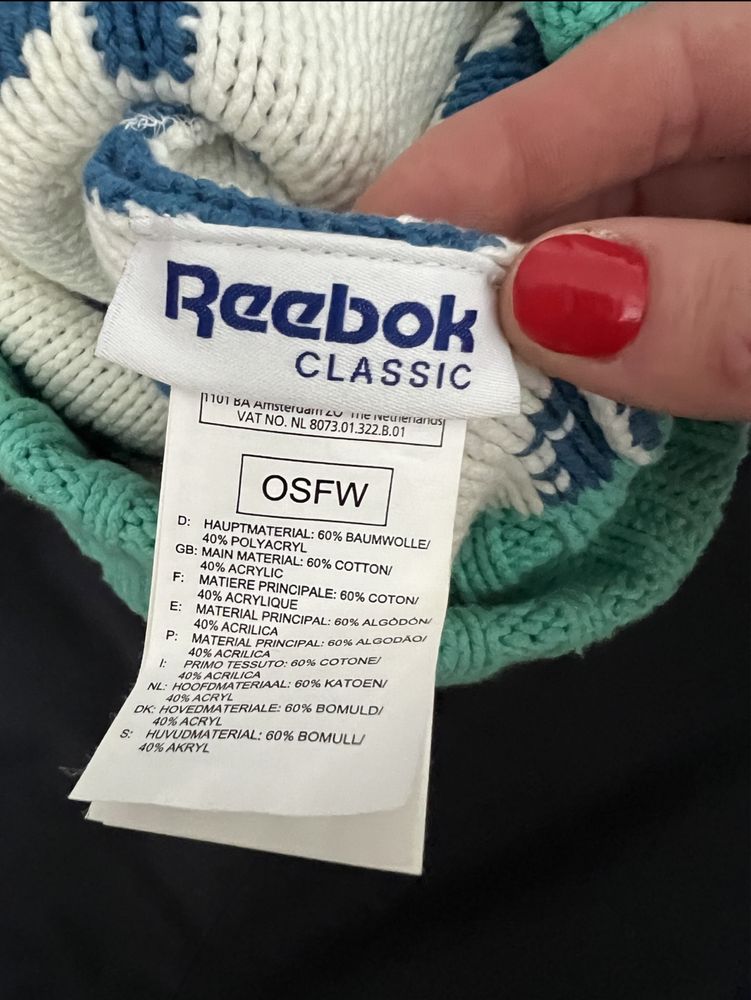 Reebok
CLASSIC
1101 BA Amsterdam ZO The Netherlands
VAT NO. NL 8073.01.322.B.01
OSFW
D: HAUPTMATERIAL: 60% BAUMWOLLE/
40% POLYACRYL
GB: MAIN MATERIAL: 60% COTTON/
40% ACRYLIC
F: MATIERE PRINCIPALE: 60% COTON/
40% ACRYLIQUE
E: MATERIAL PRINCIPAL: 60% ALGÓDÓN/
40% ACRILICA
P: MATERIAL PRINCIPAL: 60% ALGODAO/
40% ACRILICA
I: PRIMO TESSUTO: 60% COTONE/
40% ACRILICA
NL: HOOFDMATERIAAL: 60% KATOEN/
40% ACRYL
DK: HOVEDMATERIALE: 60% BOMULD/
40% ACRYL
S: HUVUDMATERIAL: 60% BOMULL/
40% AKRYL